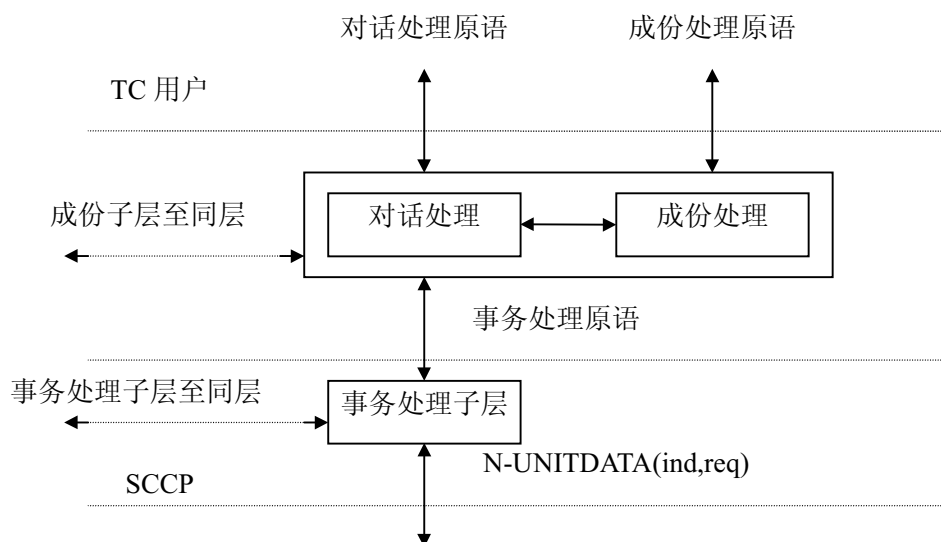 对话处理原语
成份处理原语
TC 用户
成份子层至同层
对话处理
成份处理
事务处理原语
事务处理子层至同层
事务处理子层
N-UNITDATA(ind,req)
SCCP